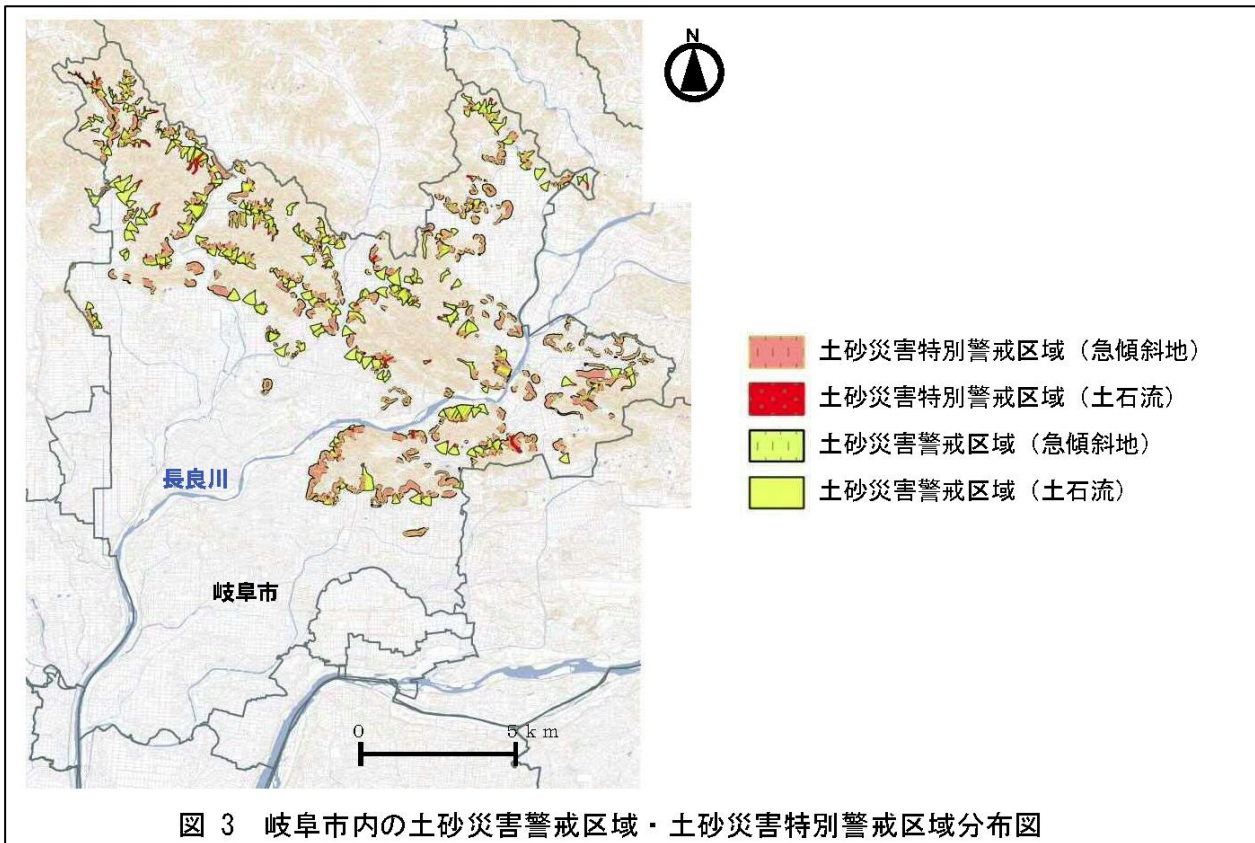 N
土砂災害特別警戒区域（急傾斜地）
土砂災害特別警戒区域（土石流）
土砂災害警戒区域（急傾斜地）
土砂災害警戒区域（土石流）
長良川
岐阜市
0
5 k m
図 3 岐阜市内の土砂災害警戒区域・土砂災害特別警戒区域分布図